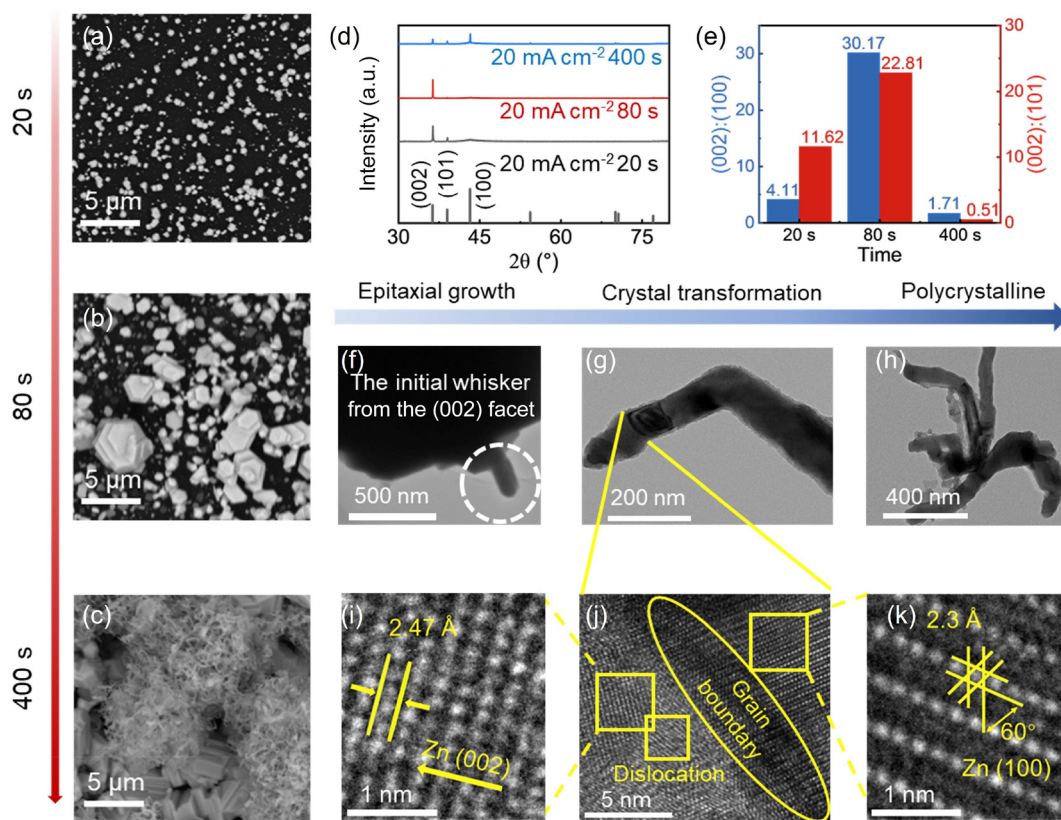 20 s
80 s
400 s
(a)
5 µm
(b)
5 µm
(c)
5 µm
(d)
Intensity (a.u.)
20 mA cm-2 400 s
20 mA cm-2 80 s
20 mA cm-2 20 s
(002)
(101)
(100)
30 45 60 75
2θ (°)
(e)
(002):(100)
30
20
10
0
4.11
11.62
30.17
22.81
1.71
0.51
30
20
10
0
(002):(101)
20 s 80 s 400 s
Time
Epitaxial growth Crystal transformation Polycrystalline
(f)
The initial whisker
from the (002) facet
500 nm
(g)
200 nm
(h)
400 nm
(i)
2.47 Å
Zn (002)
1 nm
(j)
Grain
boundary
Dislocation
5 nm
(k)
2.3 Å
60°
Zn (100)
1 nm